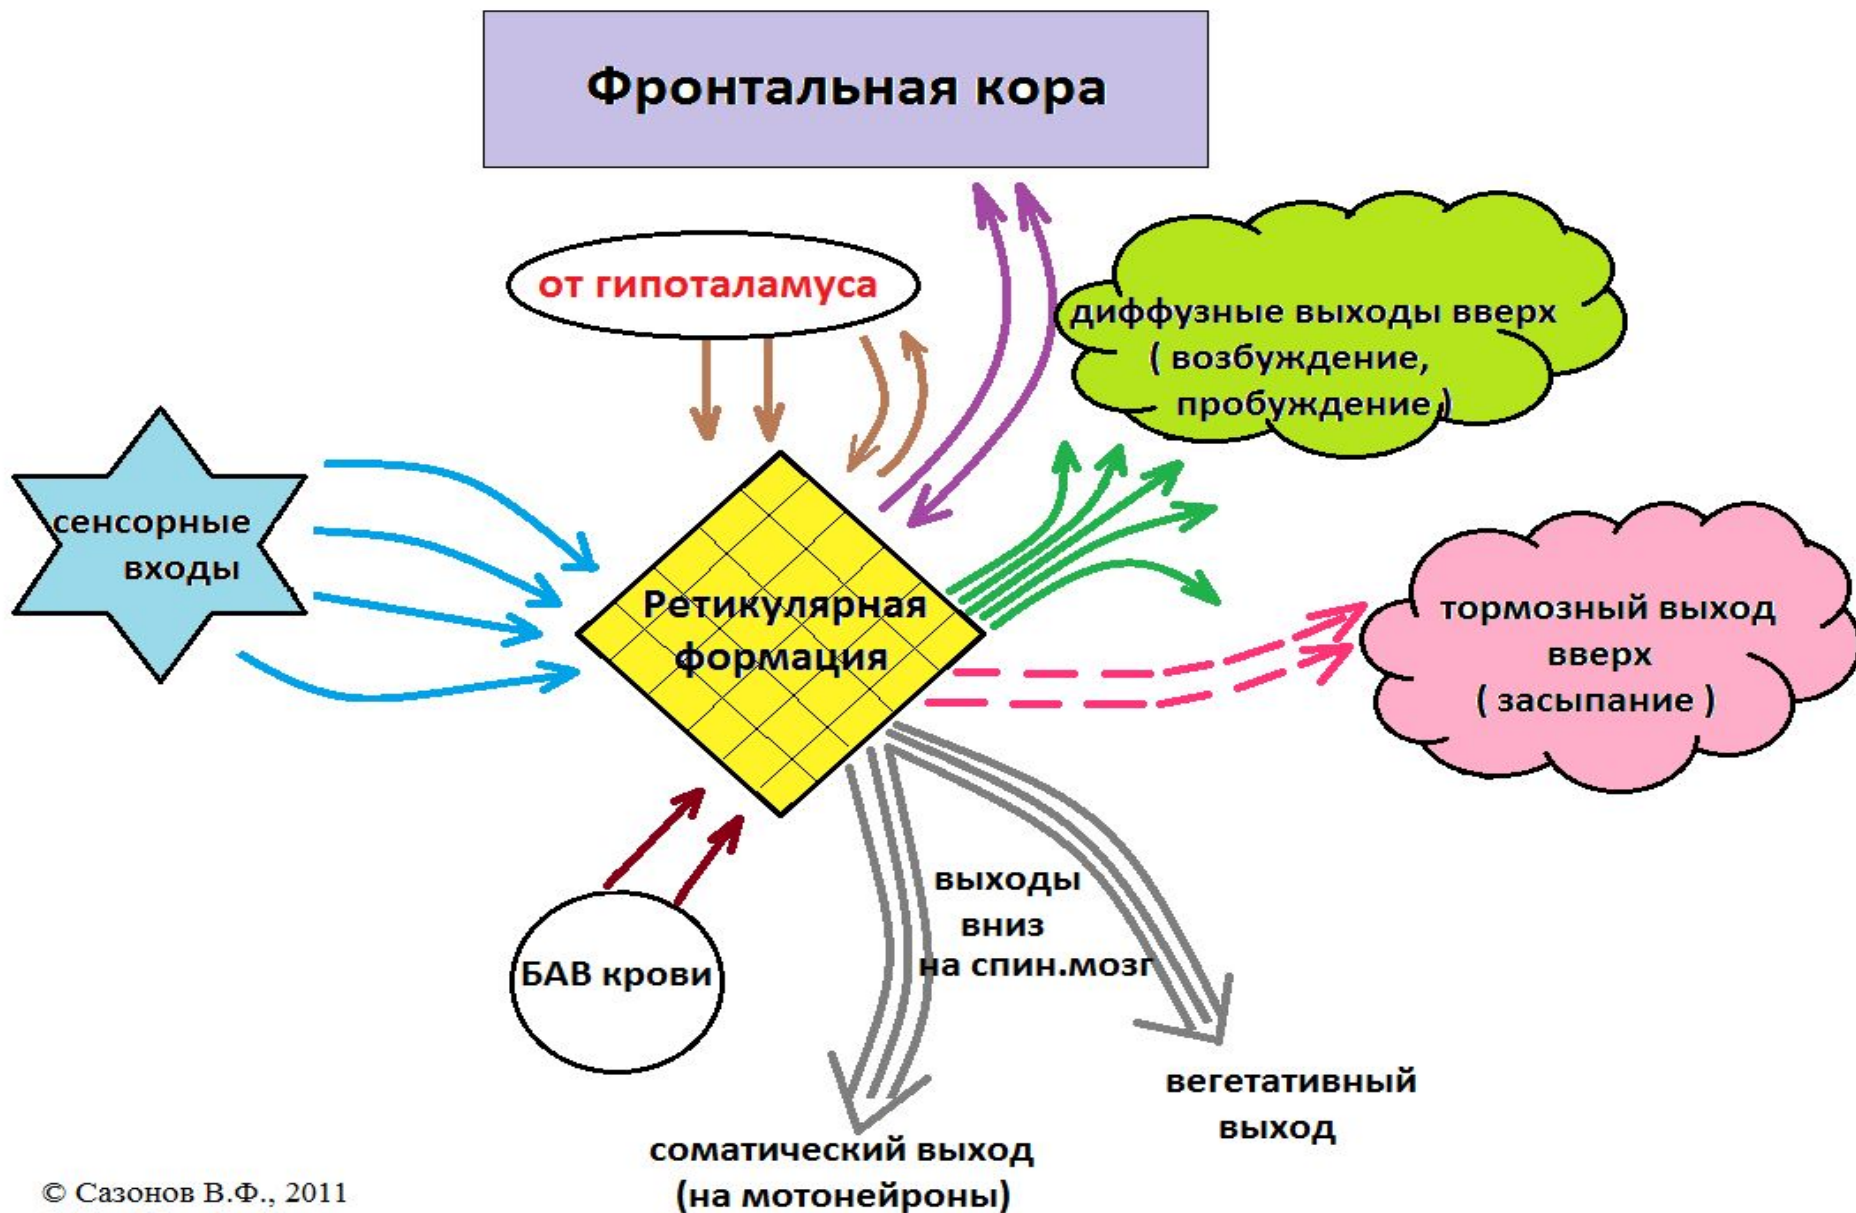 Фронтальная кора
от гипоталамуса
диффузные выходы вверх
( возбуждение,
пробуждение )
сенсорные
входы
Ретикулярная
формация
тормозный выход
вверх
( засыпание )
выходы
вниз
на спин.мозг
БАВ крови
вегетативный
выход
соматический выход
(на мотонейроны)
© Сазонов В.Ф., 2011